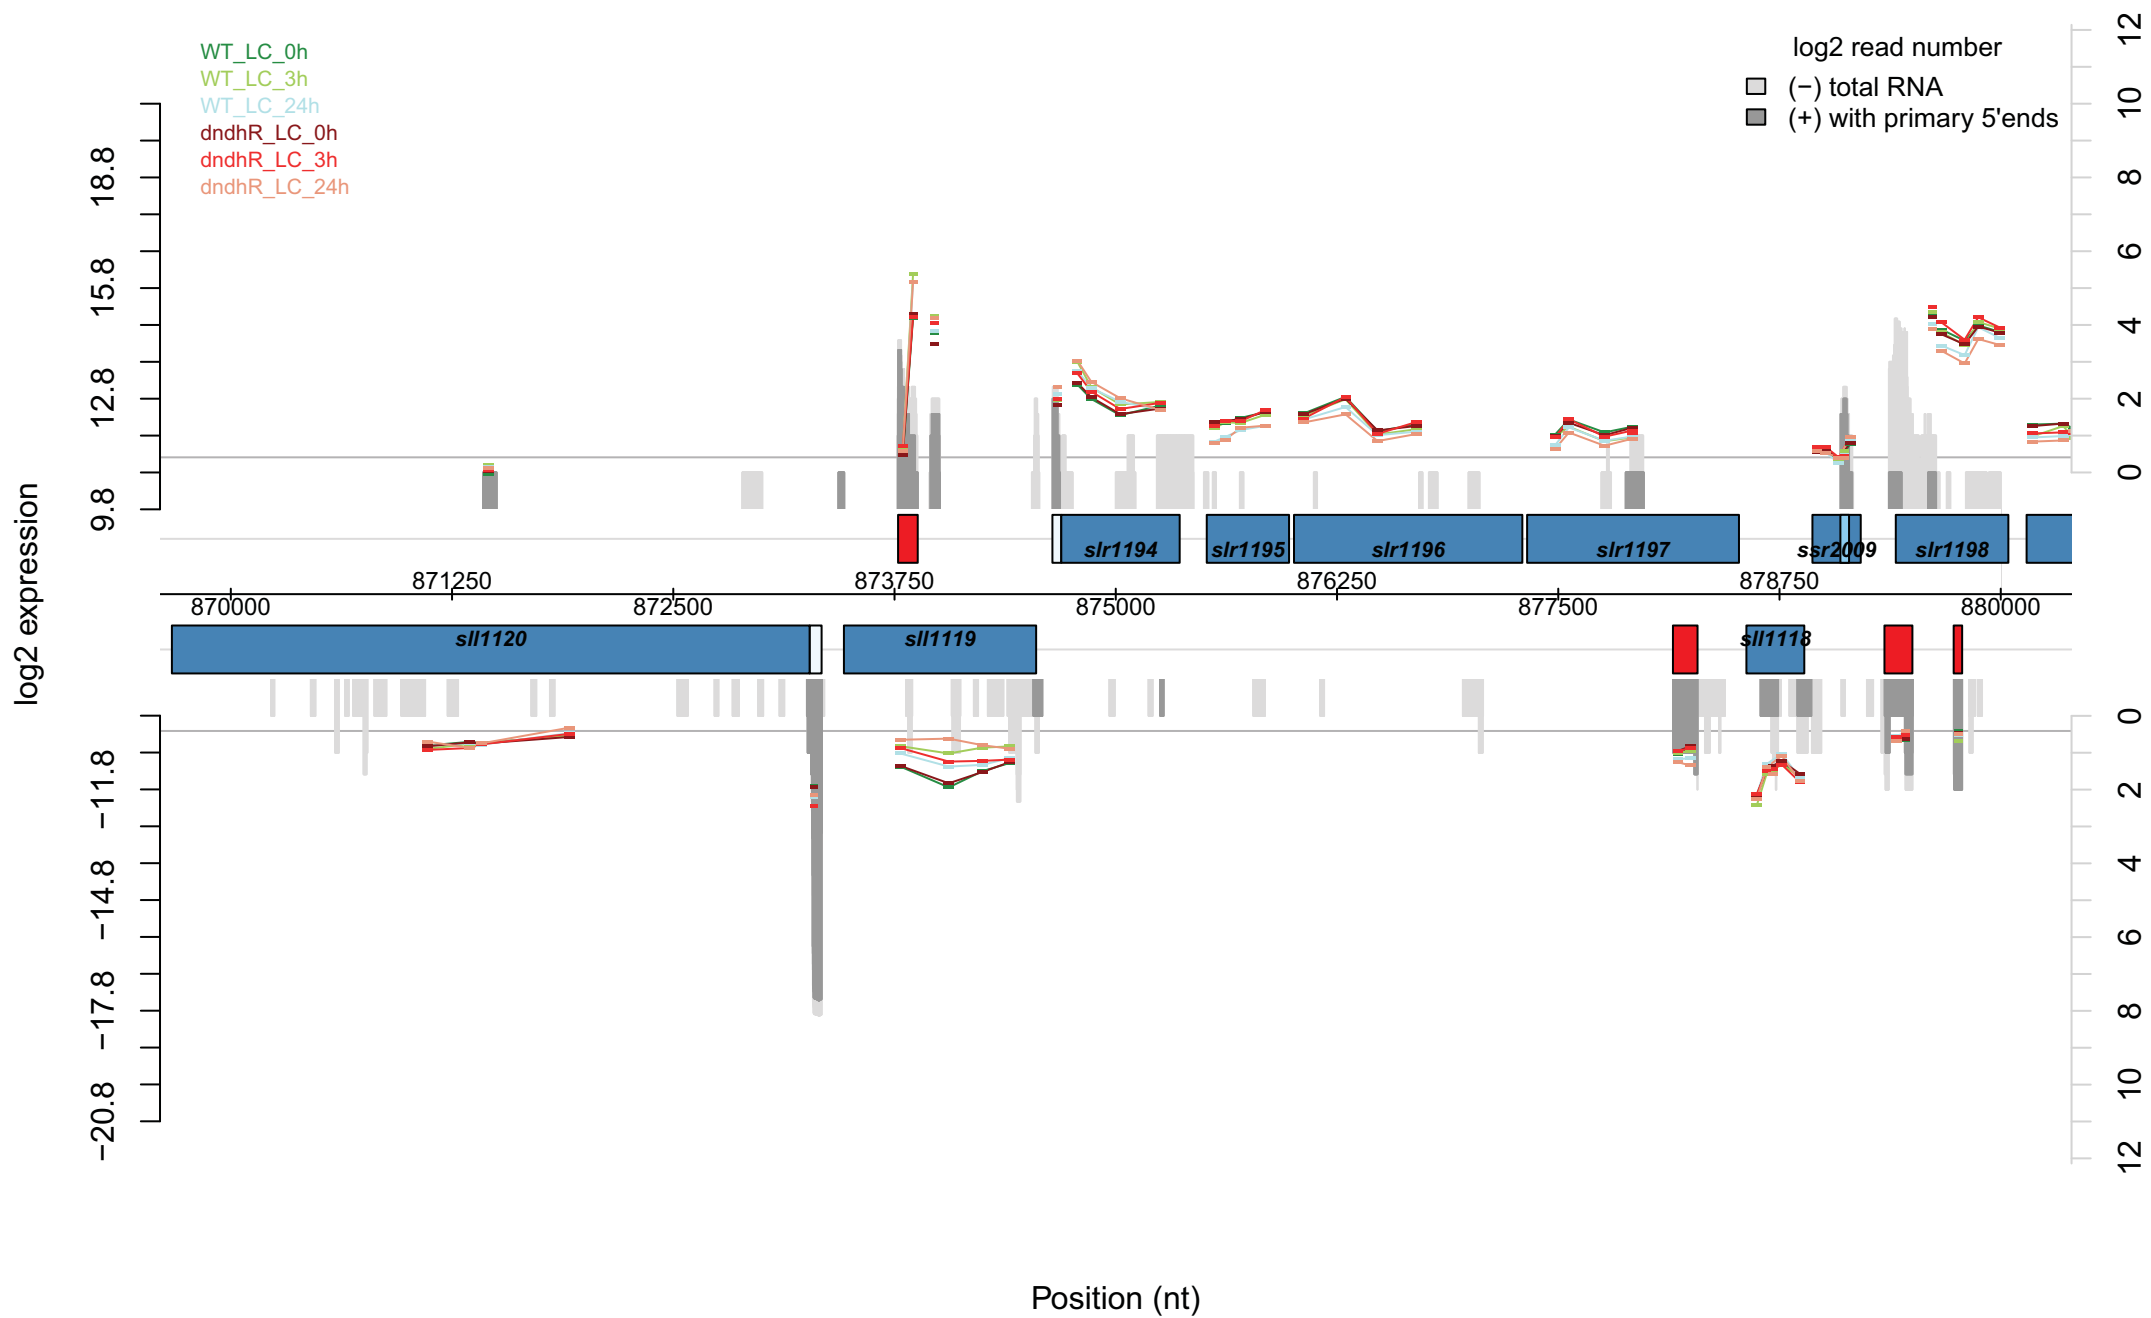 WT_LC_0h
WT_LC_3h
WT_LC_24h
dndhR_LC_0h
dndhR_LC_3h
dndhR_LC_24h
log2 read number
(−) total RNA
(+) with primary 5'ends
log2 expression
18.8
15.8
12.8
9.8
12
10
8
6
4
2
0
slr1194
slr1195
slr1196
slr1197
ssr2009
slr1198
871250
873750
876250
878750
870000
872500
875000
877500
880000
sll1120
sll1119
sll1118
−11.8
−14.8
−17.8
−20.8
0
2
4
6
8
10
12
Position (nt)